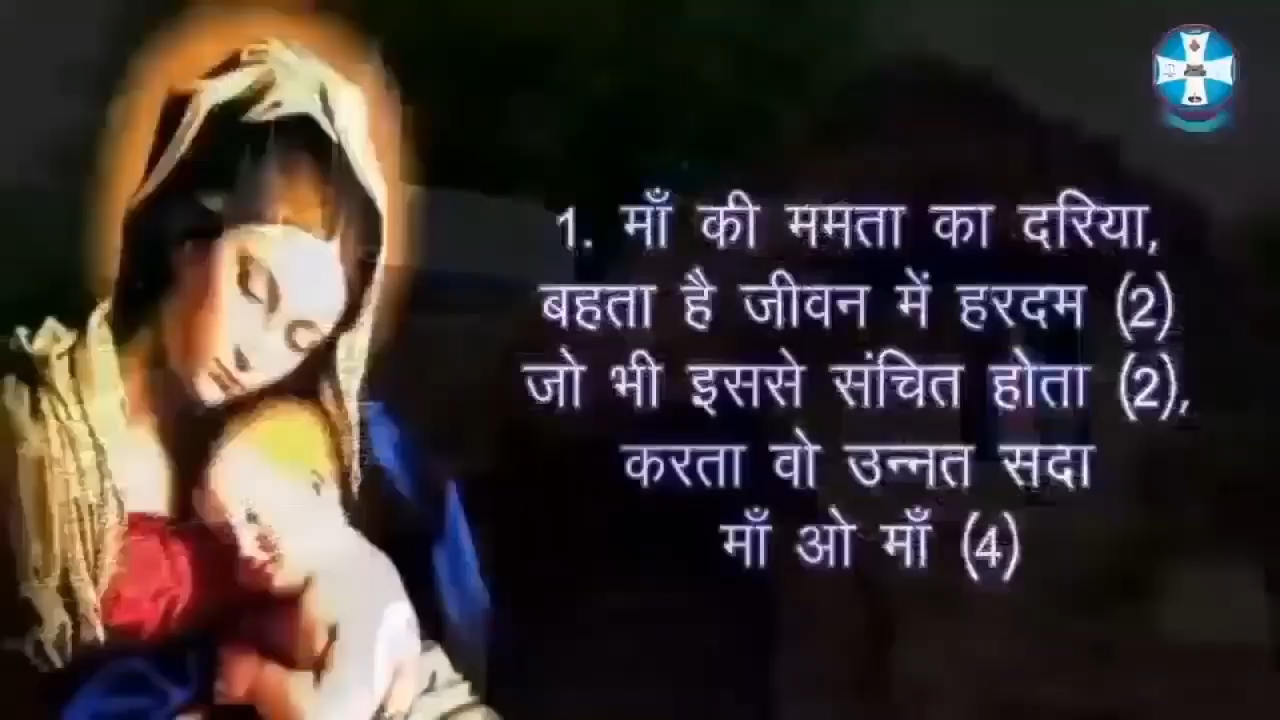 1. माँ की ममता का दरिया,
बहता है जीवन में हरदम (2)
जो भी इससे संचित होता (2),
करता वो उन्नत सदा
माँ ओ माँ (4)